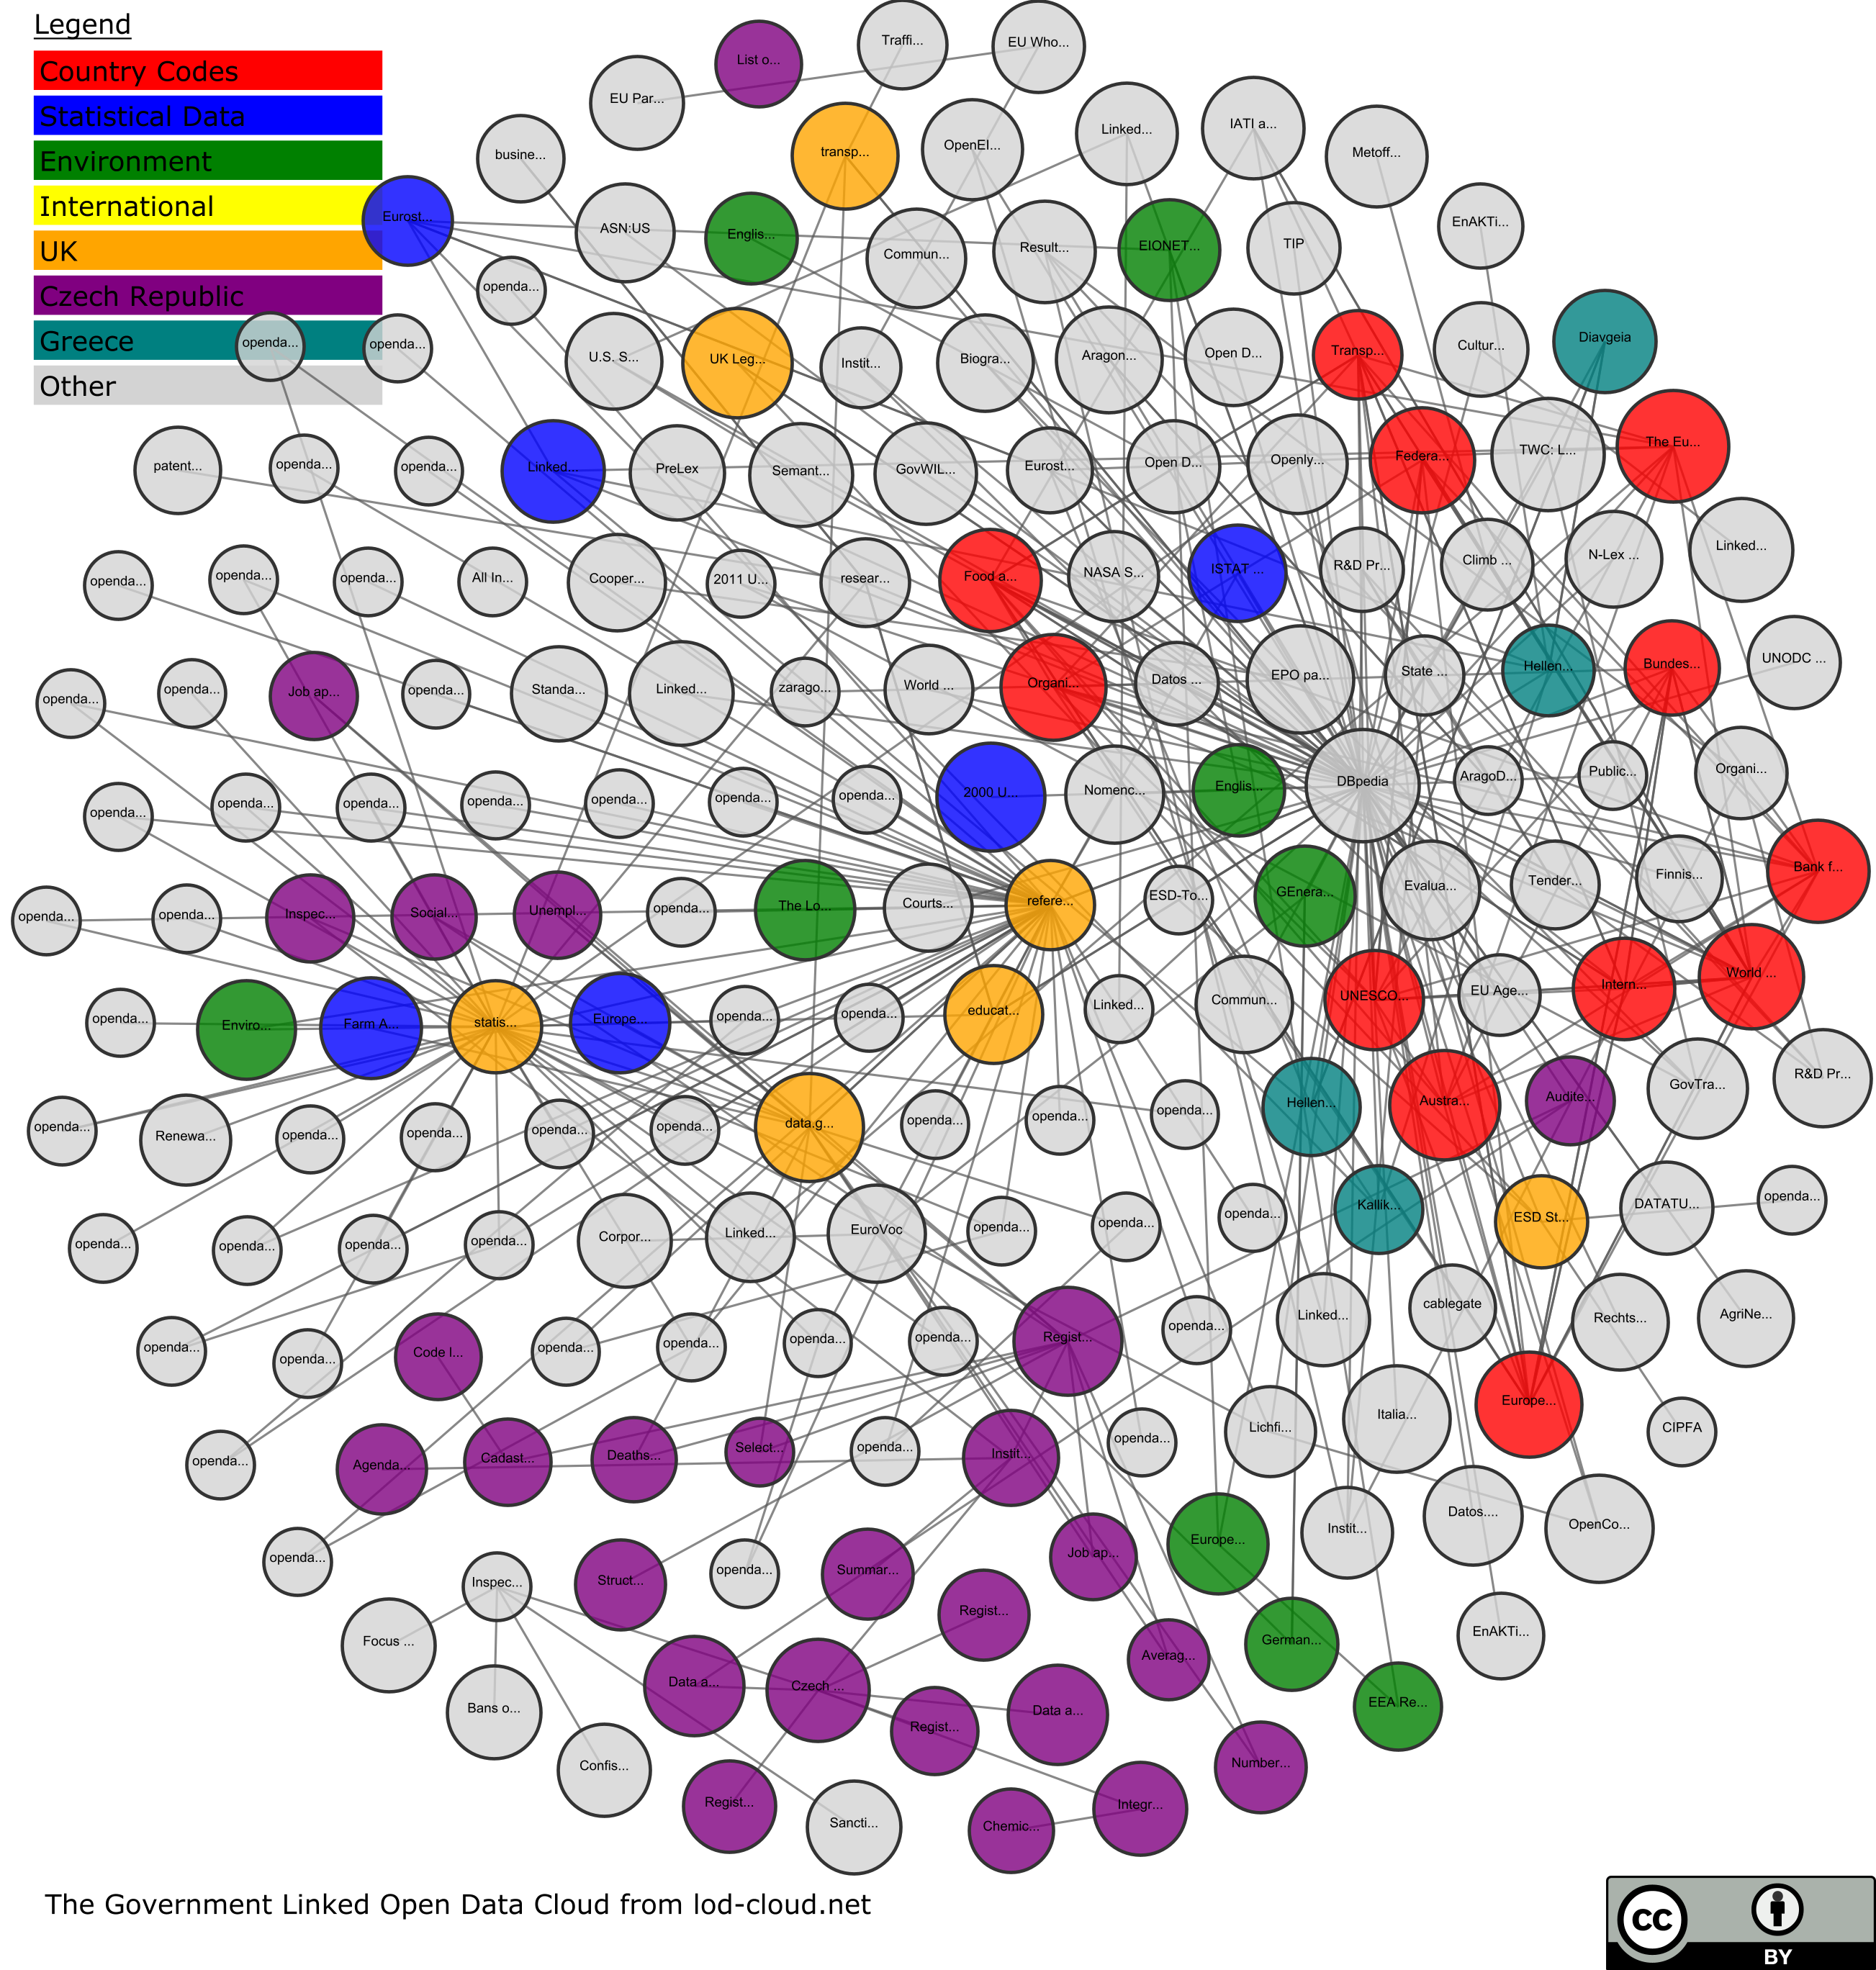 Legend
Country Codes
Statistical Data
Environment
International
UK
Czech Republic
Greece
Other
Traffi...
EU Who...
List o...
EU Par...
IATI a...
Linked...
OpenEI...
transp...
busine...
Metoff...
Eurost...
ASN:US
Englis...
Commun...
Result...
EIONET...
TIP
EnAKTi...
openda...
openda...
openda...
U.S. S...
UK Leg...
Instit...
Biogra...
Aragon...
Open D...
Transp...
Cultur...
Diavgeia
patent...
openda...
openda...
Linked...
PreLex
Semant...
GovWIL...
Eurost...
Open D...
Openly...
Federa...
TWC: L...
The Eu...
openda...
openda...
openda...
All In...
Cooper...
2011 U...
resear...
Food a...
NASA S...
ISTAT ...
R&D Pr...
Climb ...
N-Lex ...
Linked...
openda...
openda...
Job ap...
openda...
Standa...
Linked...
zarago...
World ...
Organi...
Datos ...
EPO pa...
State ...
Hellen...
Bundes...
UNODC ...
openda...
openda...
openda...
openda...
openda...
openda...
openda...
2000 U...
Nomenc...
Englis...
DBpedia
AragoD...
Public...
Organi...
openda...
openda...
Inspec...
Social...
Unempl...
openda...
The Lo...
Courts...
refere...
ESD-To...
GEnera...
Evalua...
Tender...
Finnis...
Bank f...
openda...
Enviro...
Farm A...
statis...
Europe...
openda...
openda...
educat...
Linked...
Commun...
UNESCO...
EU Age...
Intern...
World ...
openda...
Renewa...
openda...
openda...
openda...
openda...
data.g...
openda...
openda...
openda...
Hellen...
Austra...
Audite...
GovTra...
R&D Pr...
openda...
openda...
openda...
openda...
Corpor...
Linked...
EuroVoc
openda...
openda...
openda...
Kallik...
ESD St...
DATATU...
openda...
openda...
openda...
Code l...
openda...
openda...
openda...
openda...
Regist...
openda...
Linked...
cablegate
Rechts...
AgriNe...
openda...
Agenda...
Cadast...
Deaths...
Select...
openda...
Instit...
openda...
Lichfi...
Italia...
Europe...
CIPFA
openda...
Inspec...
Struct...
openda...
Summar...
Job ap...
Europe...
Instit...
Datos....
OpenCo...
Focus ...
Regist...
Averag...
German...
EnAKTi...
Bans o...
Data a...
Czech ...
Regist...
Data a...
EEA Re...
Confis...
Number...
Regist...
Sancti...
Chemic...
Integr...
The Government Linked Open Data Cloud from lod-cloud.net
CC
BY